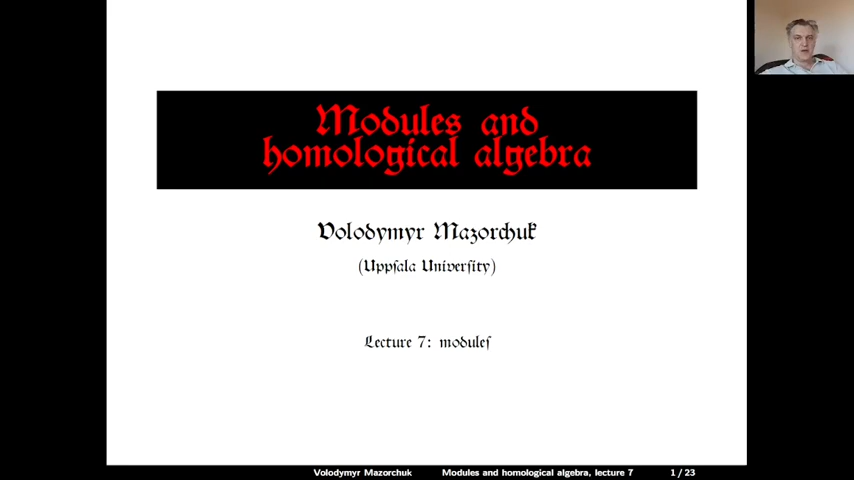 Modules and
homological algebra
Volodymyr Mazorchuk
(Uppſala Univerſity)
Lecture 7: moduleſ
Volodymyr Mazorchuk Modules and homological algebra, lecture 7 1 / 23